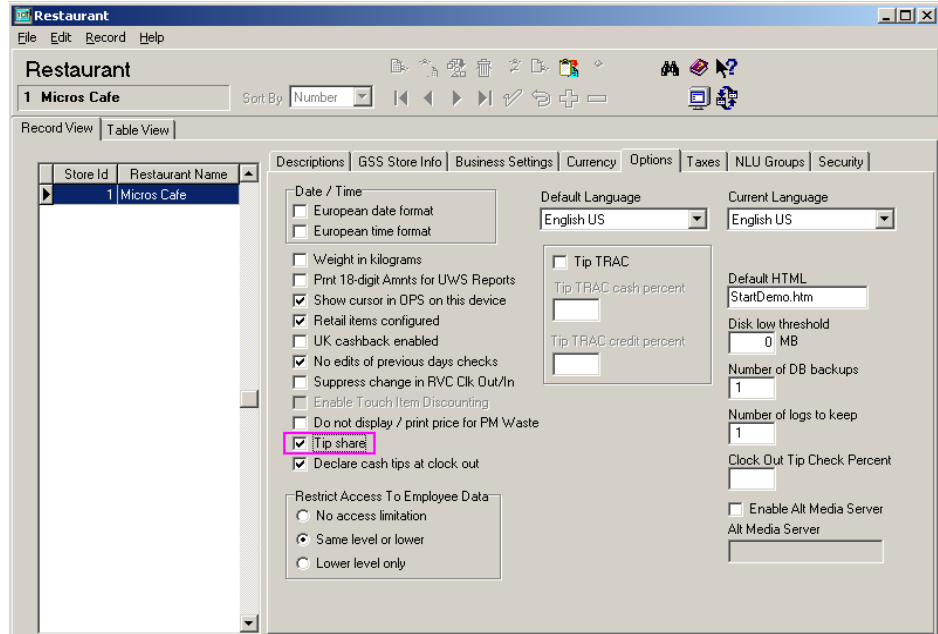 Restaurant
File Edit Record Help
Restaurant
1 Micros Cafe
Sort By Number
Record View Table View
Store Id Restaurant Name
1 Micros Cafe
Descriptions GSS Store Info Business Settings Currency Options Taxes NLU Groups Security
Date / Time
European date format
European time format
Weight in kilograms
Prnt 18-digit Amnts for UWS Reports
Show cursor in OPS on this device
Retail items configured
UK cashback enabled
No edits of previous days checks
Suppress change in RVC Clk Out/In
Enable Touch Item Discounting
Do not display / print price for PM Waste
Tip share
Declare cash tips at clock out
Restrict Access To Employee Data
No access limitation
Same level or lower
Lower level only
Default Language
English US
Tip TRAC
Tip TRAC cash percent
Tip TRAC credit percent
Current Language
English US
Default HTML
StartDemo.htm
Disk low threshold
0 MB
Number of DB backups
1
Number of logs to keep
1
Clock Out Tip Check Percent
Enable Alt Media Server
Alt Media Server